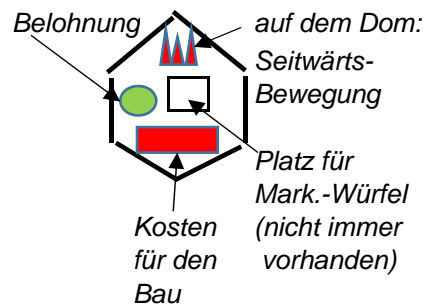 Belohnung
auf dem Dom:
Seitwärts-
Bewegung
Platz für
Mark.-Würfel
(nicht immer
vorhanden)
Kosten
für den
Bau